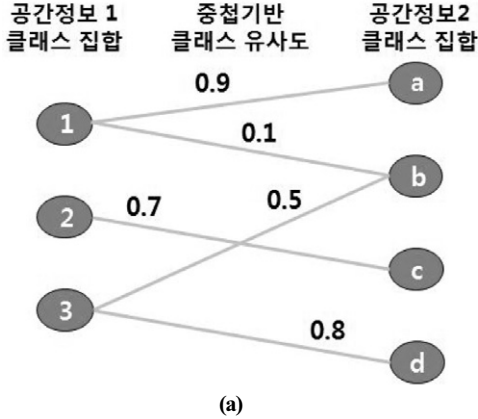 공간정보 1 중첩기반 공간정보2
클래스 집합 클래스 유사도 클래스 집합
0.9
a
1
0.1
b
0.5
0.7
2
c
3
0.8
d
(a)